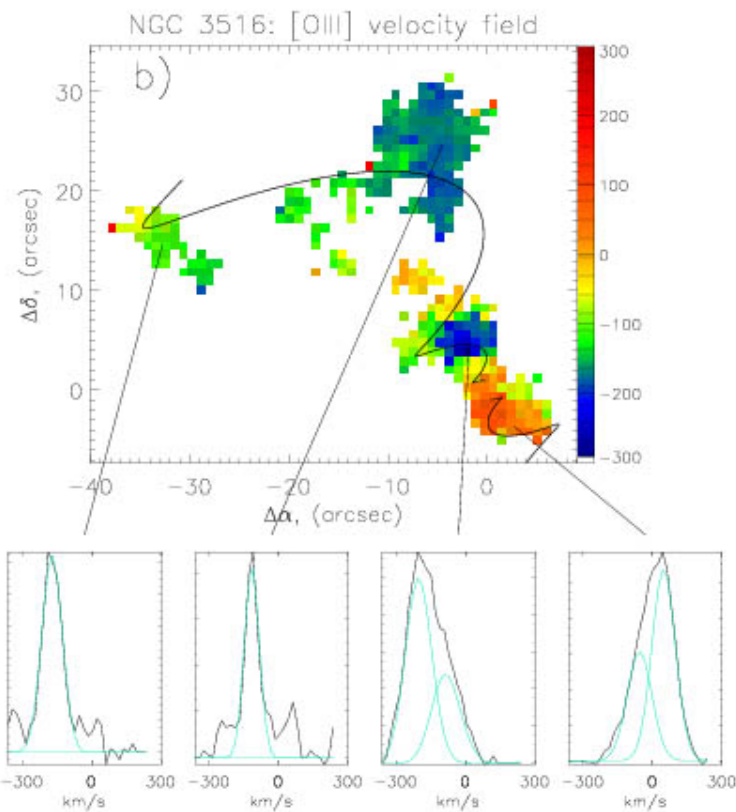 NGC 3516: [OIII] velocity field
b)
300
200
100
0
-100
-200
-300
30
20
10
0
Δδ, (arcsec)
-40 -30 -20 -10 0
Δα, (arcsec)
-300 0 300 -300 0 300 -300 0 300 -300 0 300
km/s km/s km/s km/s